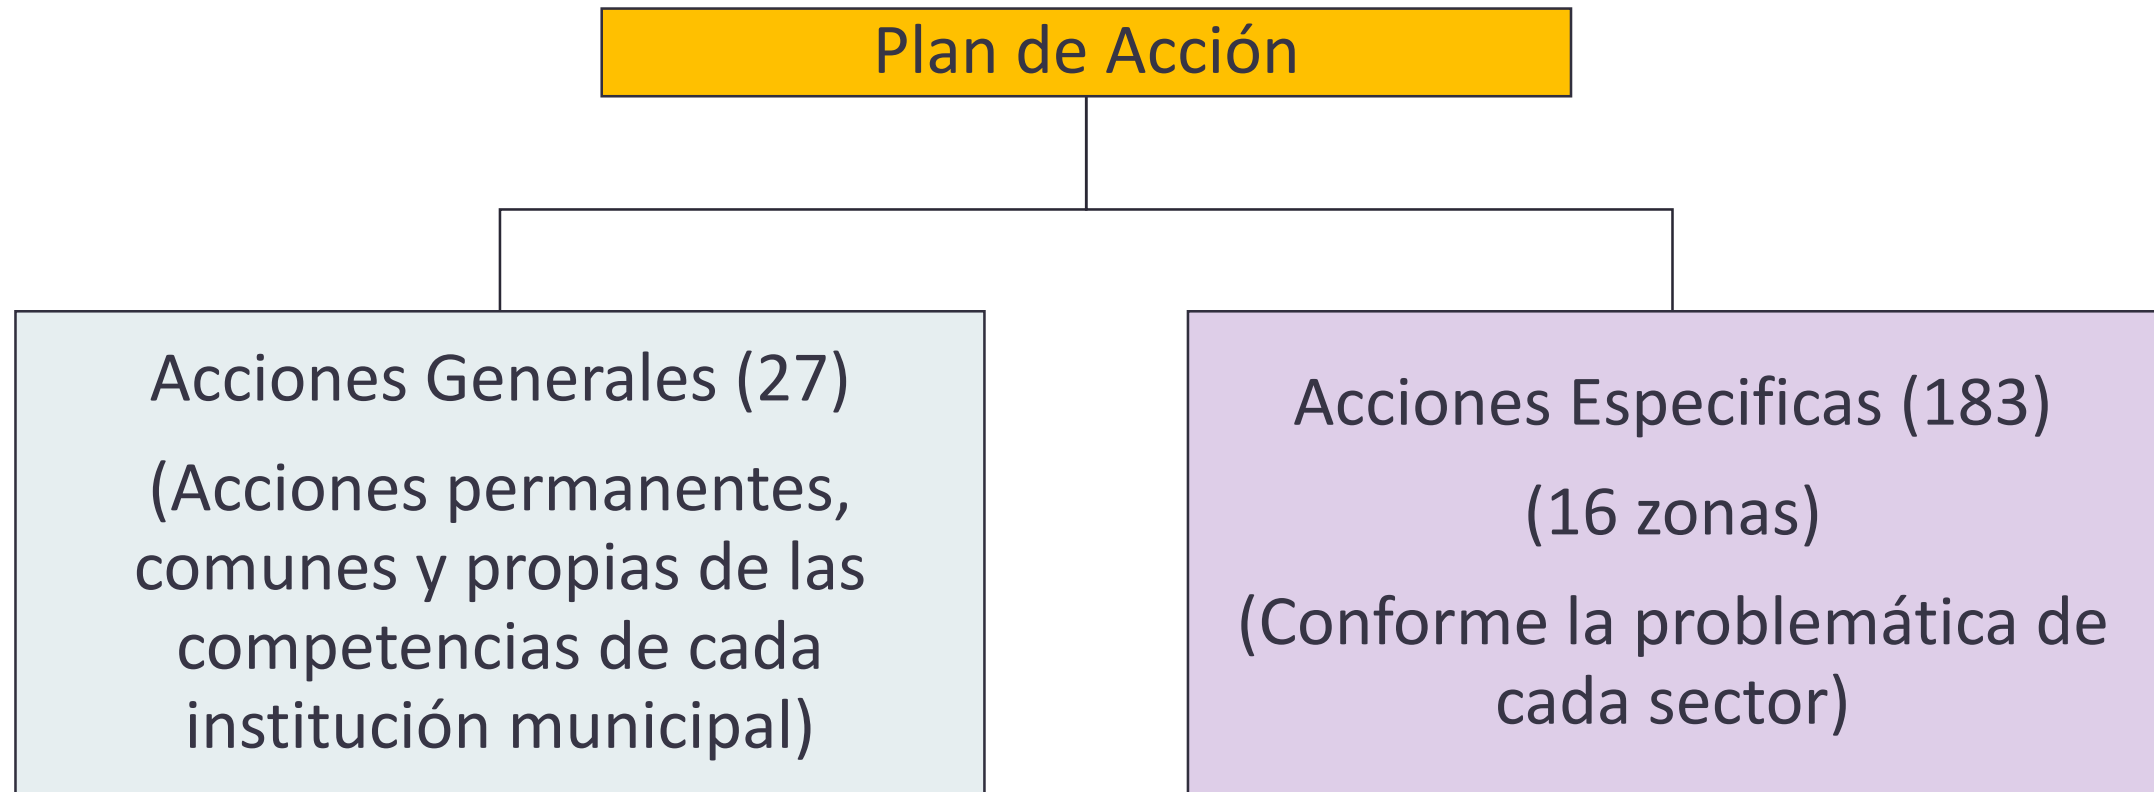 Plan de Acción
Acciones Generales (27)
(Acciones permanentes,
comunes y propias de las
competencias de cada
institución municipal)
Acciones Especificas (183)
(16 zonas)
(Conforme la problemática de
cada sector)